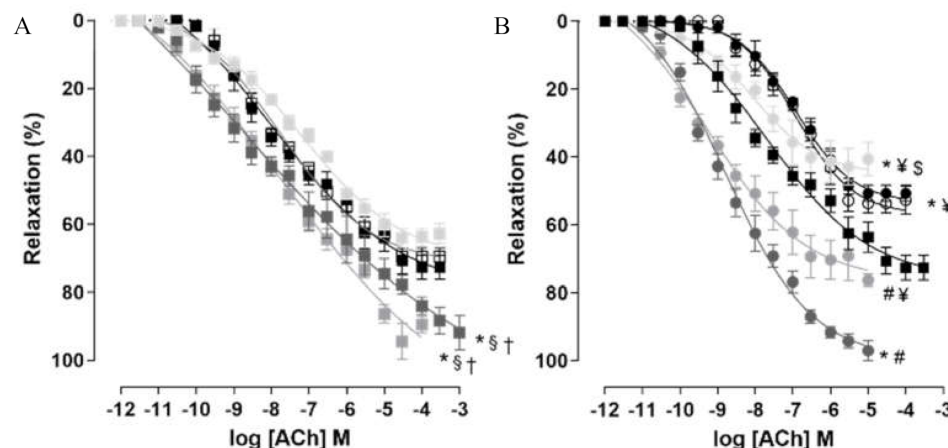 A
B
Relaxation (%)
0
20
40
60
80
100
-12 -11 -10 -9 -8 -7 -6 -5 -4 -3
log [ACh] M
* § †
* § †
Relaxation (%)
0
20
40
60
80
100
-12 -11 -10 -9 -8 -7 -6 -5 -4 -3
log [ACh] M
* ¥ $
* ¥
# ¥
* #